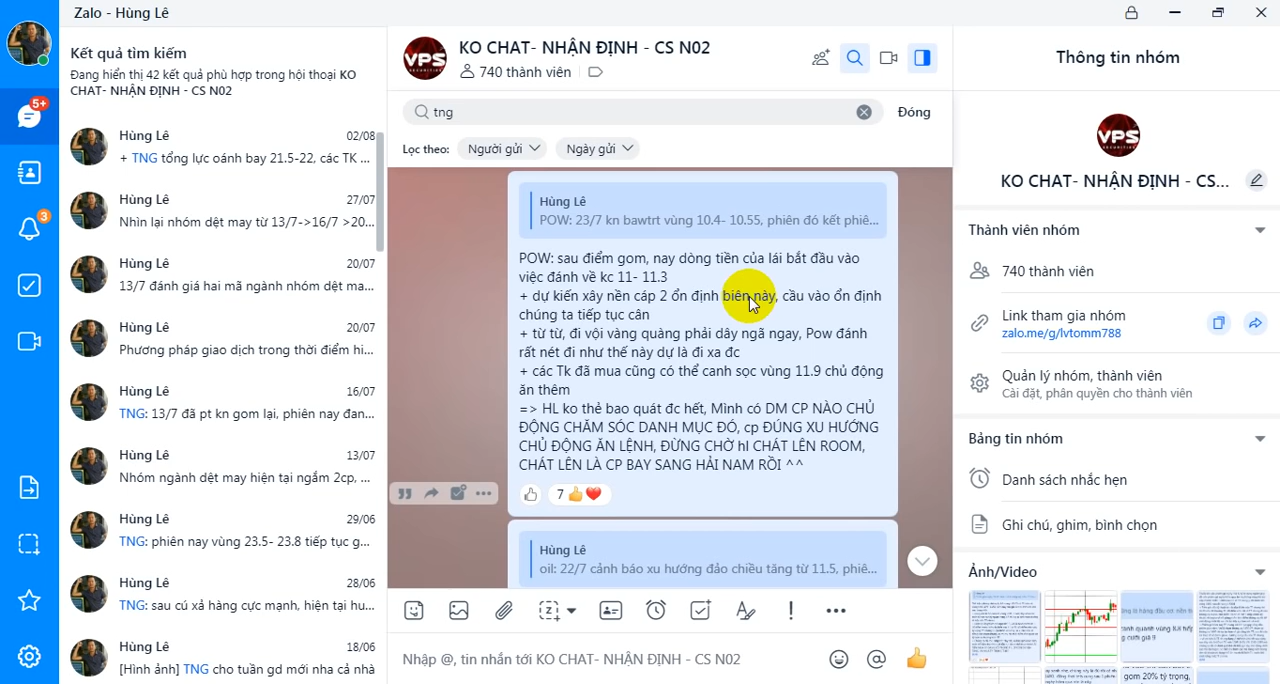 Zalo - Hùng Lê
Kết quả tìm kiếm
Đang hiển thị 42 kết quả phù hợp trong hội thoại KO
CHAT- NHẬN ĐỊNH - CS N02
Hùng Lê 02/08
+ TNG tổng lực oánh bay 21.5-22, các TK ...
Hùng Lê 27/07
Nhìn lại nhóm dệt may từ 13/7->16/7 >20...
Hùng Lê 20/07
13/7 đánh giá hai mã ngành nhóm dệt ma...
Hùng Lê 20/07
Phương pháp giao dịch trong thời điểm hi...
Hùng Lê 16/07
TNG: 13/7 đã pt kn gom lại, phiên nay đan...
Hùng Lê 13/07
Nhóm ngành dệt may hiện tại ngắm 2cp, ...
Hùng Lê 29/06
TNG: phiên nay vùng 23.5- 23.8 tiếp tục g...
Hùng Lê 28/06
TNG: sau cú xả hàng cực mạnh, hiện tại hu...
Hùng Lê 18/06
[Hình ảnh] TNG cho tuần gơi nha cả nhà
5+
3
VPS
SECURITIES
KO CHAT- NHẬN ĐỊNH - CS N02
740 thành viên
tng
Đóng
Lọc theo: Người gửi Ngày gửi
Hùng Lê
POW: 23/7 kn bawtrt vùng 10.4- 10.55, phiên đó kết phiê...
POW: sau điểm gom, nay dòng tiền của lái bắt đầu vào
việc đánh về kc 11- 11.3
+ dự kiến xây nền cáp 2 ổn định biên này, cầu vào ổn định
chúng ta tiếp tục cân
+ từ từ, đi vội vàng quàng phải dây ngã ngay, Pow đánh
rất nét đi như thế này dự là đi xa đc
+ các Tk đã mua cũng có thể canh sọc vùng 11.9 chủ động
ăn thêm
=> HL ko thẻ bao quát đc hết, Mình có DM CP NÀO CHỦ
ĐỘNG CHĂM SÓC DANH MỤC ĐÓ, cp ĐÚNG XU HƯỚNG
CHỦ ĐỘNG ĂN LỆNH, ĐỪNG CHỜ hl CHÁT LÊN ROOM,
CHÁT LÊN LÀ CP BAY SANG HẢI NAM RỒI ^^
7
Hùng Lê
oil: 22/7 cảnh báo xu hướng đảo chiều tăng từ 11.5, phiê...
Nhập @, tin nhắn tới KO CHAT- NHẬN ĐỊNH - CS N02
Thông tin nhóm
VPS
SECURITIES
KO CHAT- NHẬN ĐỊNH - CS...
Thành viên nhóm
740 thành viên
Link tham gia nhóm
zalo.me/g/lvtomm788
Quản lý nhóm, thành viên
Cài đặt, phân quyền cho thành viên
Bảng tin nhóm
Danh sách nhắc hẹn
Ghi chú, ghim, bình chọn
Ảnh/Video